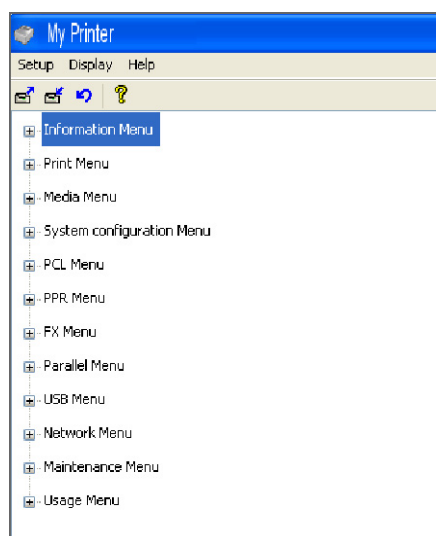 My Printer
Setup Display Help
Information Menu
Print Menu
Media Menu
System configuration Menu
PCL Menu
PPR Menu
FX Menu
Parallel Menu
USB Menu
Network Menu
Maintenance Menu
Usage Menu